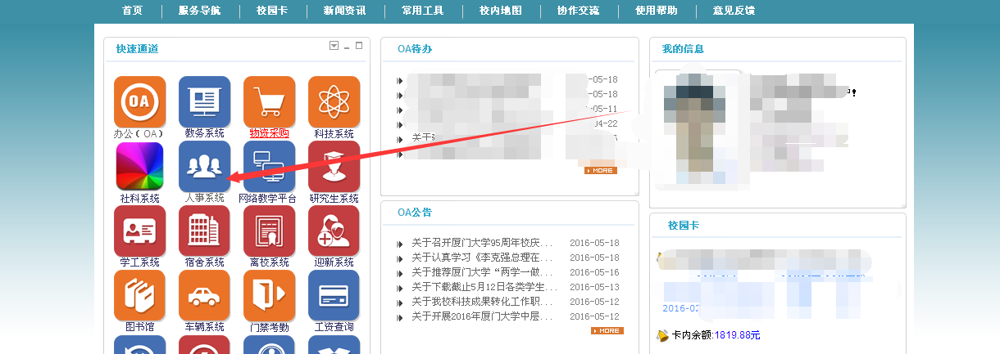 首页 服务导航 校园卡 新闻资讯 常用工具 校内地图 协作交流 使用帮助 意见反馈
快速通道
OA
办公（OA） 教务系统 物资采购 科技系统
社科系统 人事系统 网络教学平台 研究生系统
学工系统 宿舍系统 离校系统 迎新系统
图书馆 车辆系统 门禁考勤 工资查询
OA待办
-05-18
-05-18
-05-11
04-22
关于
MORE
OA公告
关于召开厦门大学95周年校庆... 2016-05-18
关于认真学习《李克强总理在... 2016-05-18
关于推荐厦门大学“两学一做... 2016-05-16
关于下载截止5月12日各类学生... 2016-05-13
关于我校科技成果转化工作职... 2016-05-12
关于开展2016年厦门大学中层... 2016-05-12
MORE
我的信息
!
校园卡
2016-02
卡内余额:1819.88元